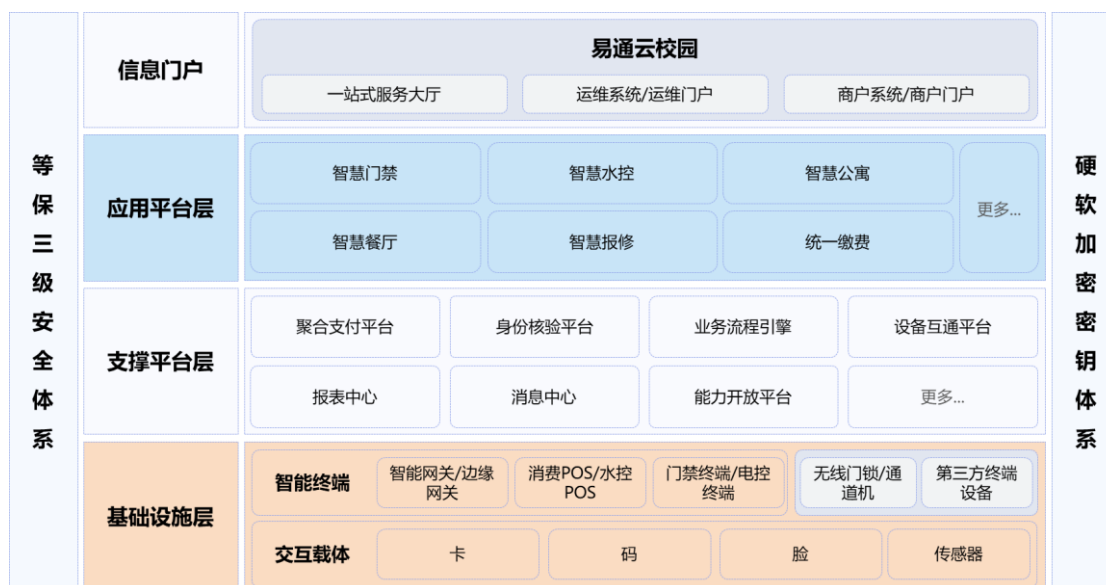 等保三级安全体系
信息门户
易通云校园
一站式服务大厅
运维系统/运维门户
商户系统/商户门户
应用平台层
智慧门禁
智慧水控
智慧公寓
智慧餐厅
智慧报修
统一缴费
更多...
支撑平台层
聚合支付平台
身份核验平台
业务流程引擎
设备互通平台
报表中心
消息中心
能力开放平台
更多...
基础设施层
智能终端
智能网关/边缘
网关
消费POS/水控
POS
门禁终端/电控
终端
无线门锁/通
道机
第三方终端
设备
交互载体
卡
码
脸
传感器
硬软加密密钥体系